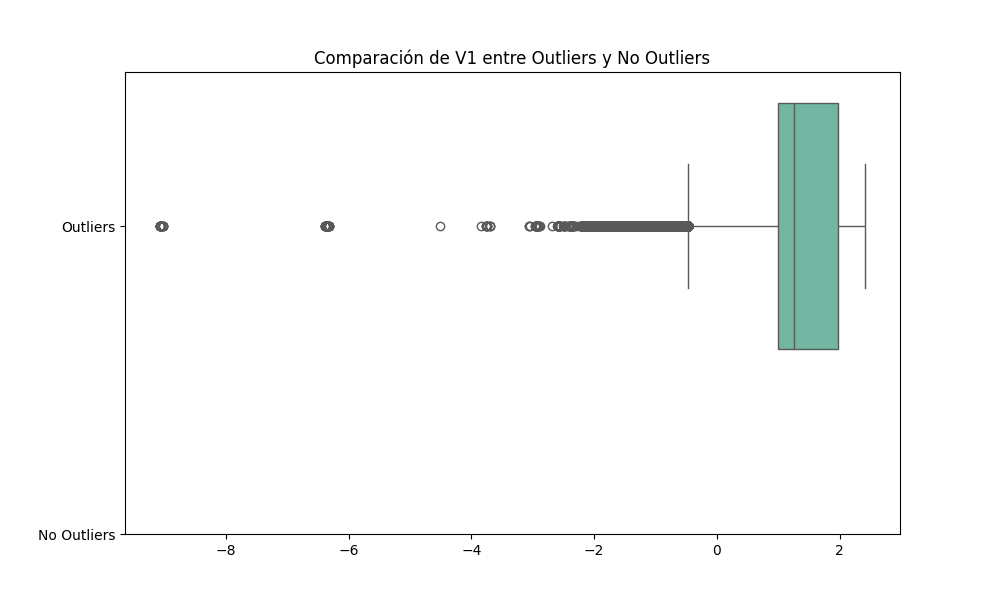 Comparación de V1 entre Outliers y No Outliers
Outliers
No Outliers
−8 −6 −4 −2 0 2